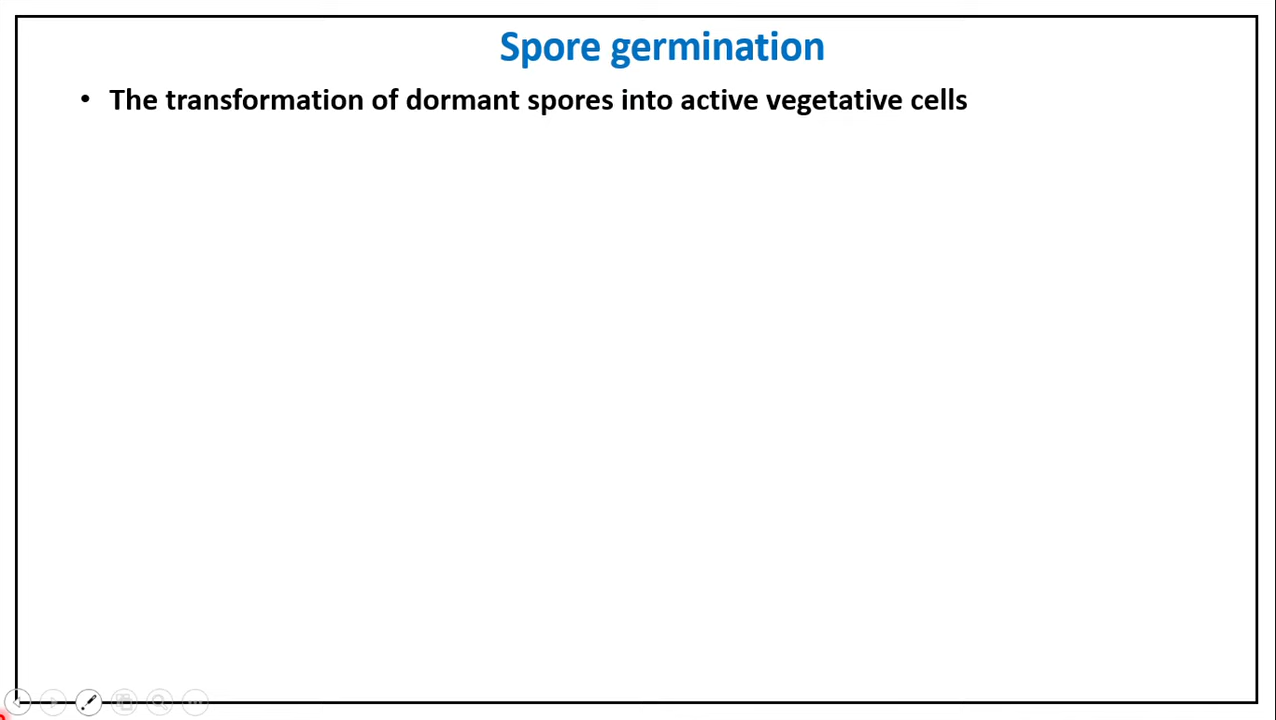 Spore germination
• The transformation of dormant spores into active vegetative cells